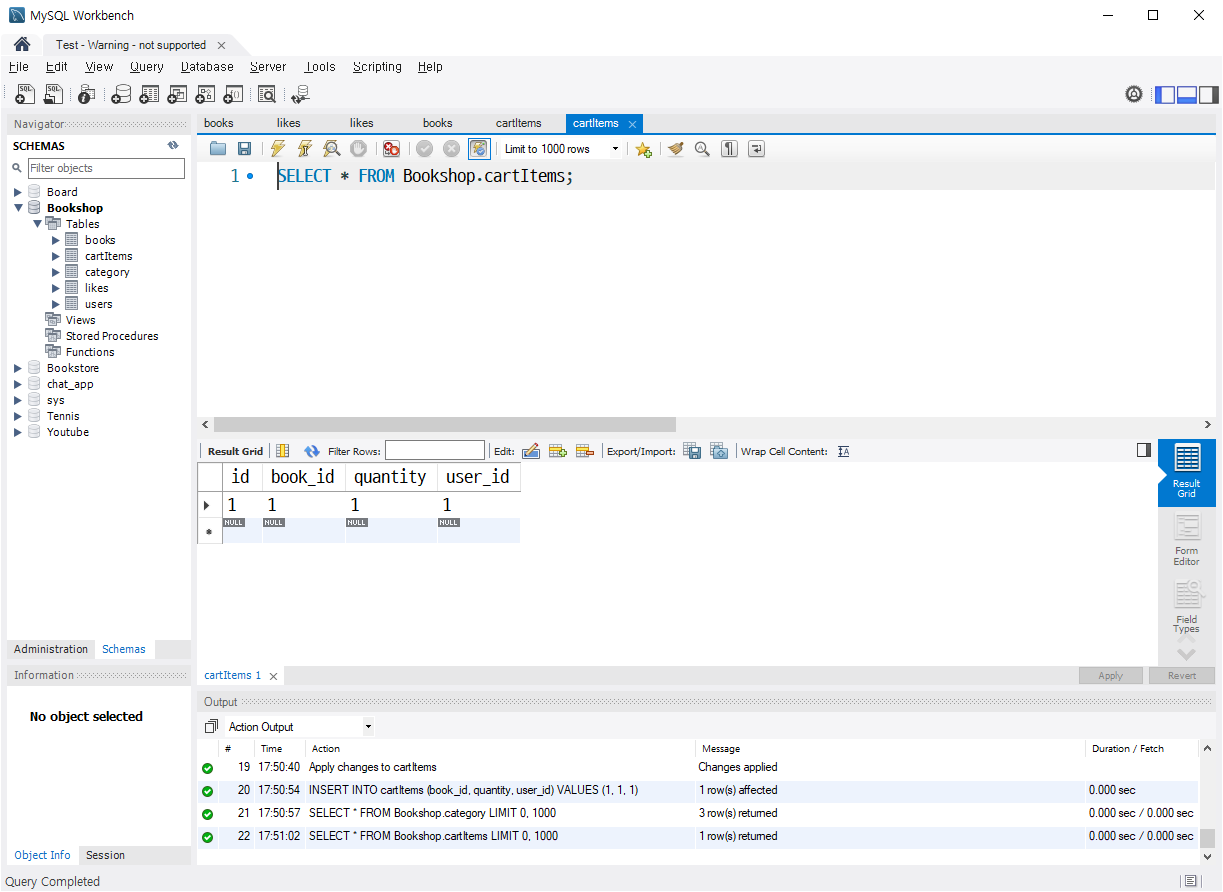 MySQL Workbench
Test - Warning - not supported
File Edit View Query Database Server Tools Scripting Help
Navigator
SCHEMAS
Filter objects
Board
Bookshop
Tables
books
cartItems
category
likes
users
Views
Stored Procedures
Functions
Bookstore
chat_app
sys
Tennis
Youtube
Administration Schemas
Information
No object selected
Object Info Session
books likes likes books cartItems cartItems
Limit to 1000 rows
1 SELECT * FROM Bookshop.cartItems;
Result Grid Filter Rows: Edit: Export/Import: Wrap Cell Content:
id book_id quantity user_id
1 1 1 1
NULL NULL NULL NULL
Result
Grid
Form
Editor
Field
Types
cartItems 1
Apply Revert
Output
Action Output
# Time Action Message Duration / Fetch
19 17:50:40 Apply changes to cartItems Changes applied
20 17:50:54 INSERT INTO cartItems (book_id, quantity, user_id) VALUES (1, 1, 1) 1 row(s) affected 0.000 sec
21 17:50:57 SELECT * FROM Bookshop.category LIMIT 0, 1000 3 row(s) returned 0.000 sec / 0.000 sec
22 17:51:02 SELECT * FROM Bookshop.cartItems LIMIT 0, 1000 1 row(s) returned 0.000 sec / 0.000 sec
Query Completed